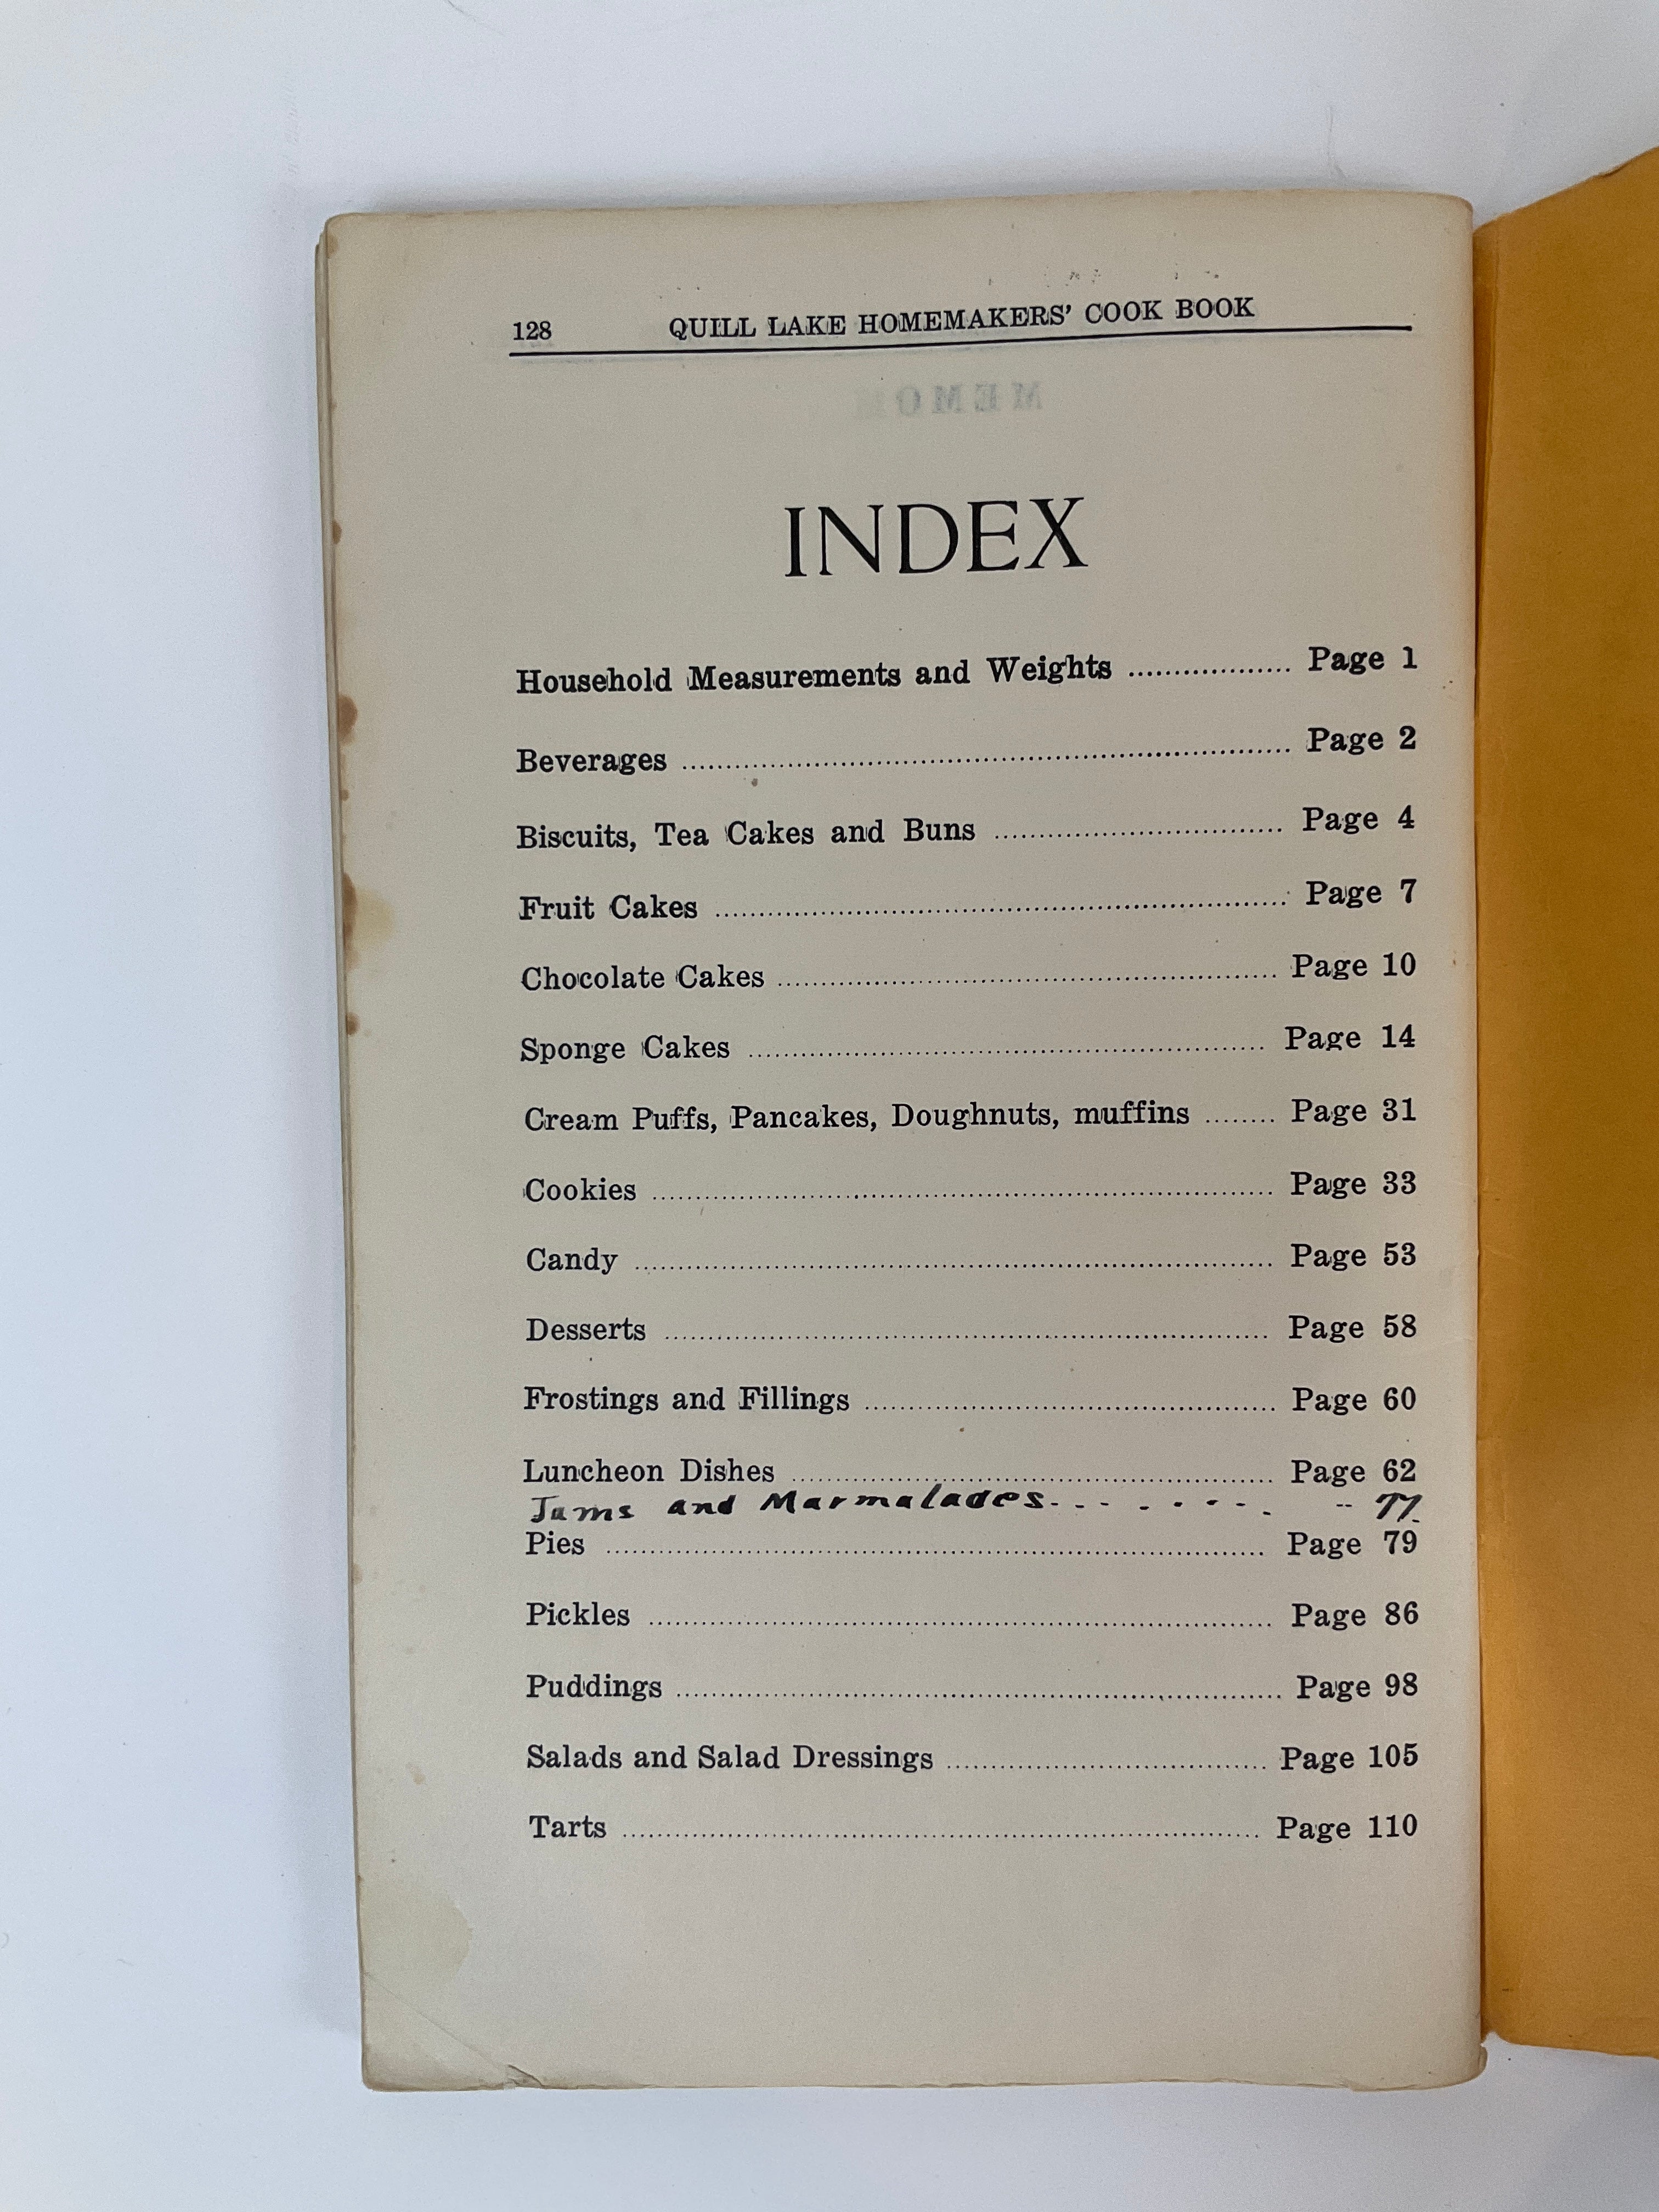 128 QUILL LAKE HOMEMAKERS' COOK BOOK
MEMO
INDEX
Household Measurements and Weights .................. Page 1
Beverages .................. Page 2
Biscuits, Tea Cakes and Buns .................. Page 4
Fruit Cakes .................. Page 7
Chocolate Cakes .................. Page 10
Sponge Cakes .................. Page 14
Cream Puffs, Pancakes, Doughnuts, muffins ........ Page 31
Cookies .................. Page 33
Candy .................. Page 53
Desserts .................. Page 58
Frostings and Fillings .................. Page 60
Luncheon Dishes .................. Page 62
Jams and Marmalades- - - - - - - - - 77.
Pies .................. Page 79
Pickles .................. Page 86
Puddings .................. Page 98
Salads and Salad Dressings .................. Page 105
Tarts .................. Page 110